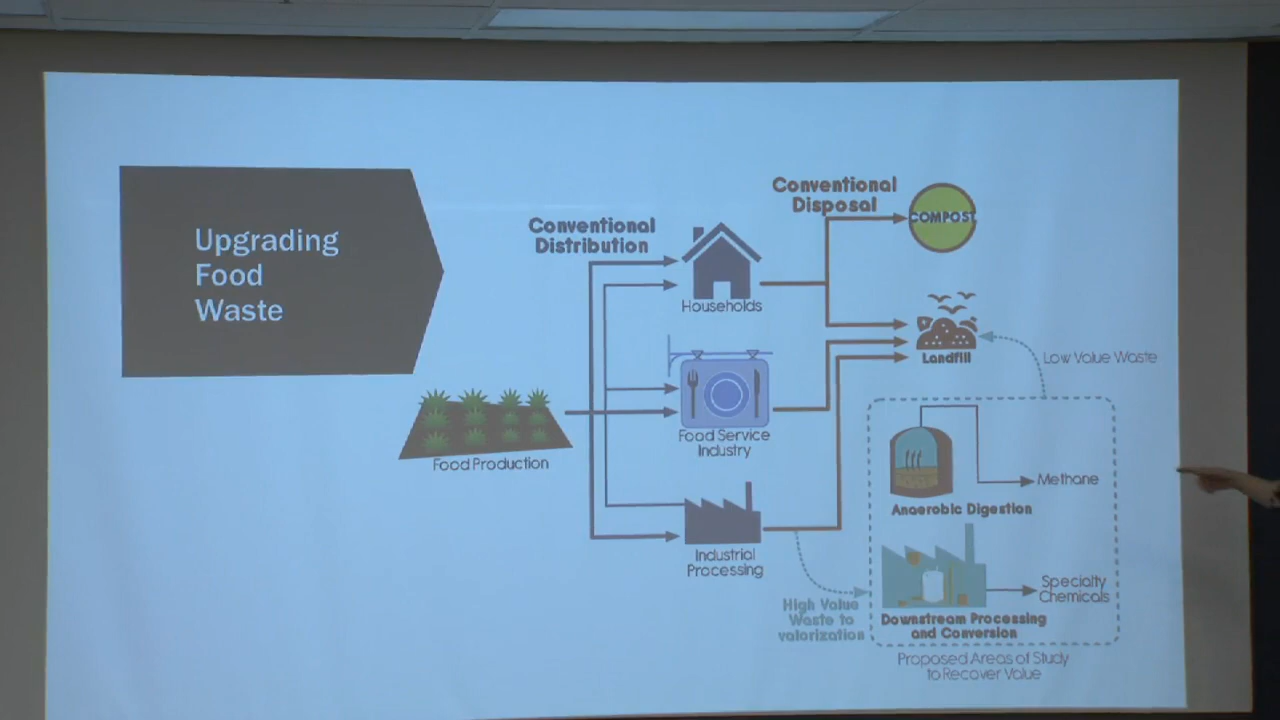 Upgrading
Food
Waste
Conventional
Distribution
Conventional
Disposal
COMPOST
Households
Landfill
Low Value Waste
Food Service
Industry
Food Production
Methane
Anaerobic Digestion
Industrial
Processing
High Value
Waste to
valorization
Specialty
Chemicals
Downstream Processing
and Conversion
Proposed Areas of Study
to Recover Value